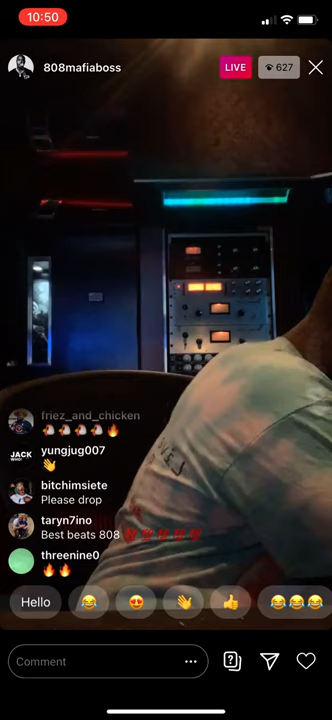 10:50
808mafiaboss
LIVE
627
friez_and_chicken
JACK
yungjug007
bitchimsiete
Please drop
taryn7ino
Best beats 808
threenine0
Hello
Comment